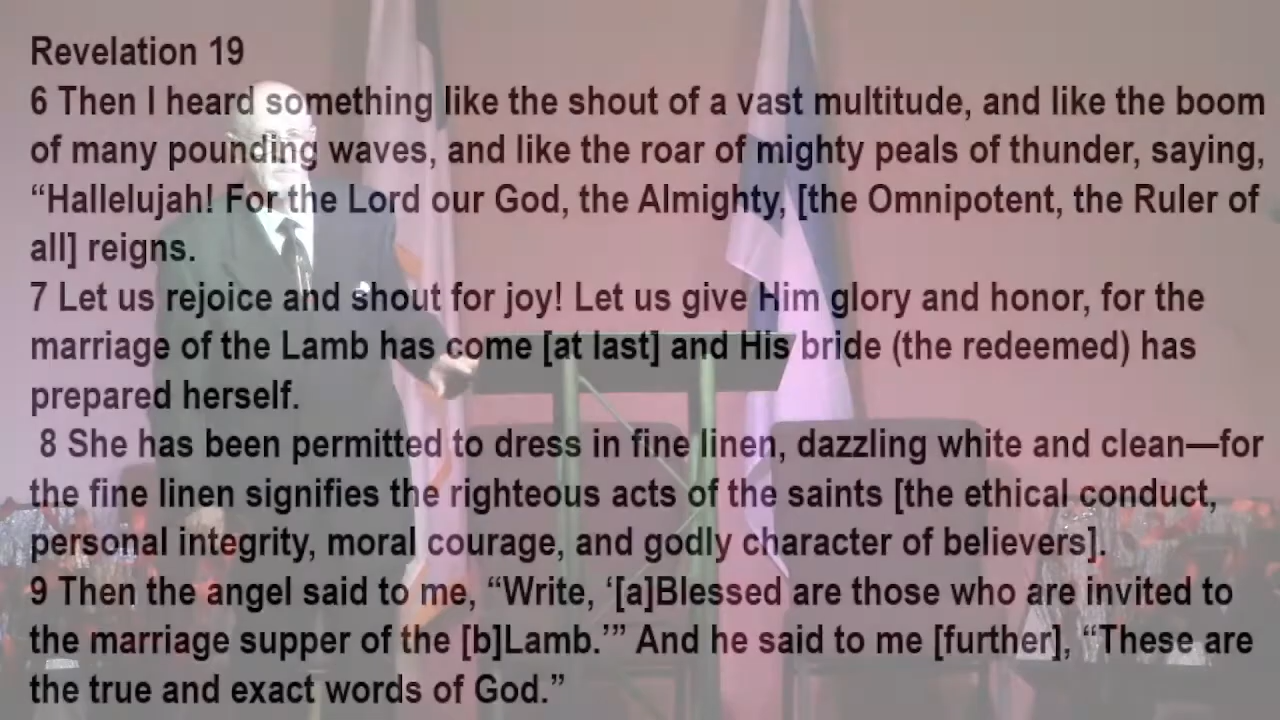 Revelation 19
6 Then I heard something like the shout of a vast multitude, and like the boom
of many pounding waves, and like the roar of mighty peals of thunder, saying,
“Hallelujah! For the Lord our God, the Almighty, [the Omnipotent, the Ruler of
all] reigns.
7 Let us rejoice and shout for joy! Let us give Him glory and honor, for the
marriage of the Lamb has come [at last] and His bride (the redeemed) has
prepared herself.
8 She has been permitted to dress in fine linen, dazzling white and clean—for
the fine linen signifies the righteous acts of the saints [the ethical conduct,
personal integrity, moral courage, and godly character of believers].
9 Then the angel said to me, “Write, ‘[a]Blessed are those who are invited to
the marriage supper of the [b]Lamb.’” And he said to me [further], “These are
the true and exact words of God.”